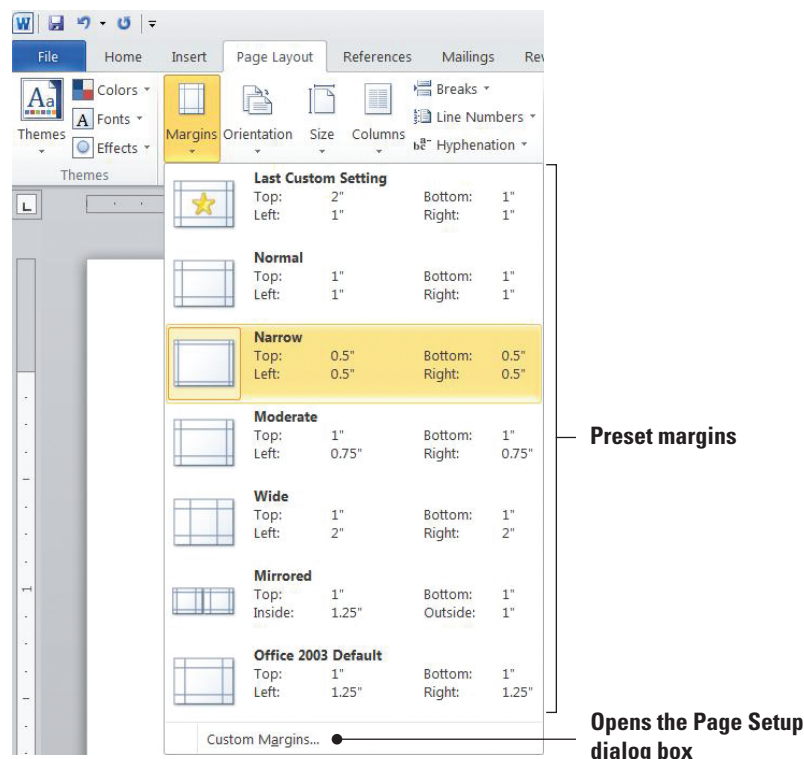 W
File Home Insert Page Layout References Mailings Rev
Aa Colors
A Fonts
Themes Effects
Margins Orientation Size Columns
Breaks
Line Numbers
Hyphenation
Themes
L
Last Custom Setting
Top: 2" Bottom: 1"
Left: 1" Right: 1"
Normal
Top: 1" Bottom: 1"
Left: 1" Right: 1"
Narrow
Top: 0.5" Bottom: 0.5"
Left: 0.5" Right: 0.5"
Moderate
Top: 1" Bottom: 1"
Left: 0.75" Right: 0.75"
Wide
Top: 1" Bottom: 1"
Left: 2" Right: 2"
Mirrored
Top: 1" Bottom: 1"
Inside: 1.25" Outside: 1"
Office 2003 Default
Top: 1" Bottom: 1"
Left: 1.25" Right: 1.25"
Custom Margins...
1
Preset margins
Opens the Page Setup
dialog box